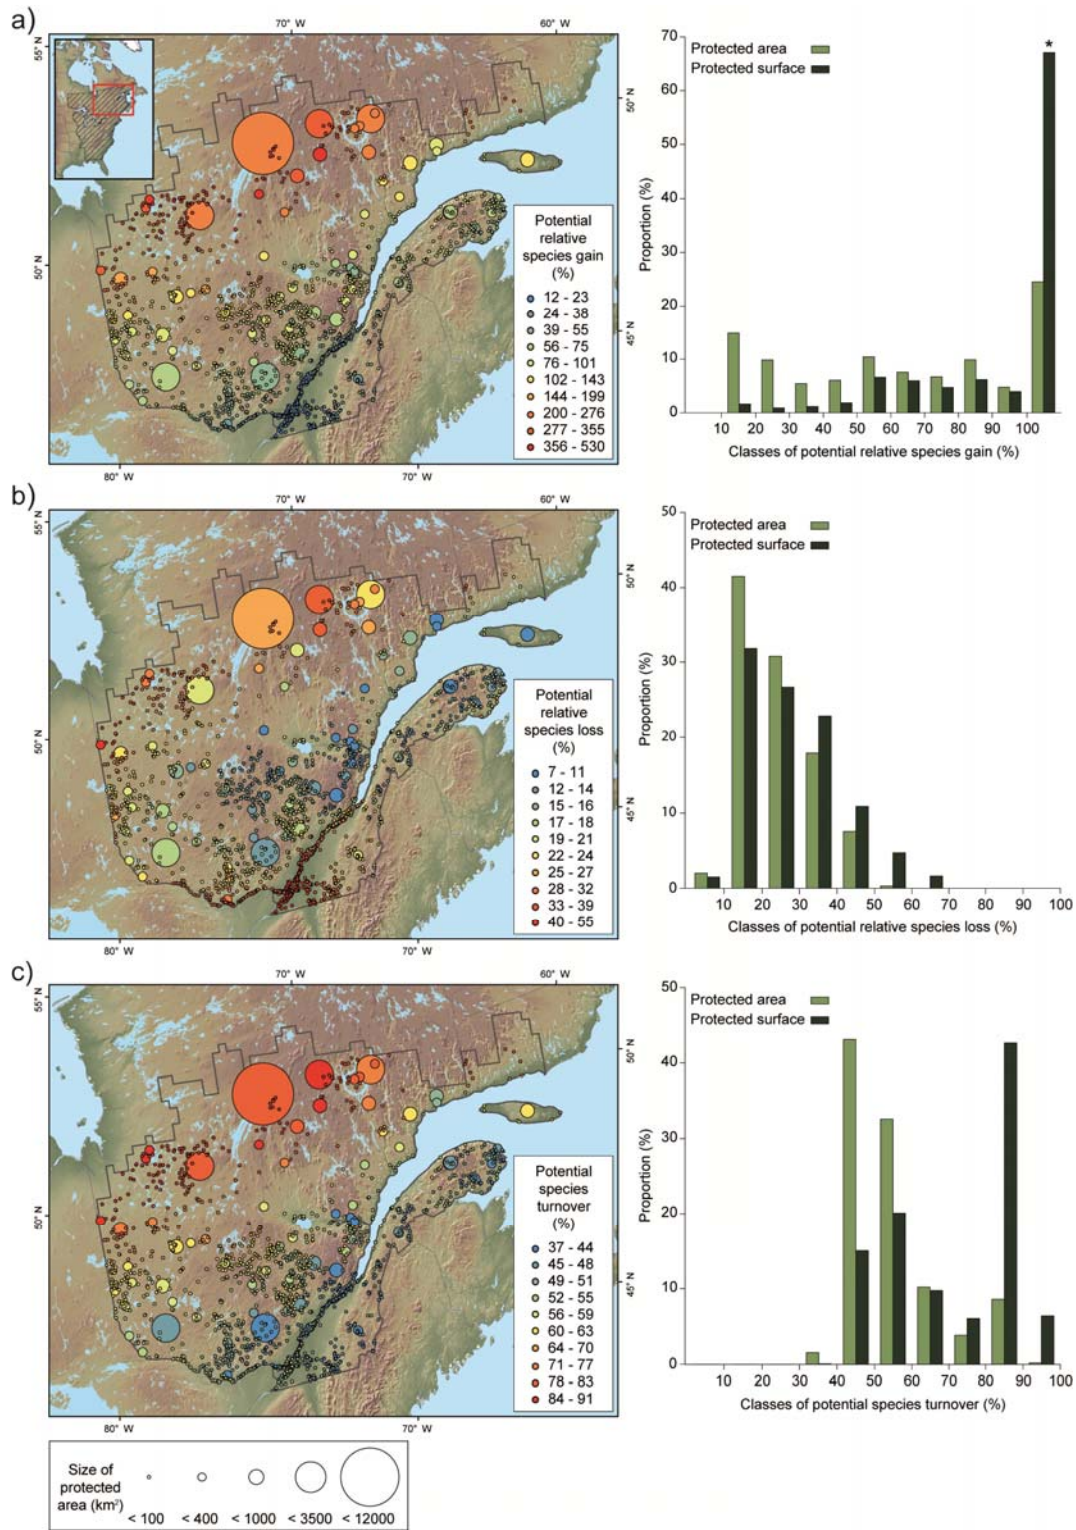 a)
70° W
60° W
55° N
50° N
50° N
45° N
80° W
70° W
Potential
relative
species gain
(%)
12 - 23
24 - 38
39 - 55
56 - 75
76 - 101
102 - 143
144 - 199
200 - 276
277 - 355
356 - 530
Protected area
Protected surface
*
Proportion (%)
70
60
50
40
30
20
10
0
10 20 30 40 50 60 70 80 90 100
Classes of potential relative species gain (%)
b)
55° N
50° N
50° N
45° N
80° W
70° W
Potential
relative
species loss
(%)
7 - 11
12 - 14
15 - 16
17 - 18
19 - 21
22 - 24
25 - 27
28 - 32
33 - 39
40 - 55
Protected area
Protected surface
Proportion (%)
50
40
30
20
10
0
10 20 30 40 50 60 70 80 90 100
Classes of potential relative species loss (%)
c)
55° N
50° N
50° N
45° N
80° W
70° W
60° W
Potential
species
turnover
(%)
37 - 44
45 - 48
49 - 51
52 - 55
56 - 59
60 - 63
64 - 70
71 - 77
78 - 83
84 - 91
Protected area
Protected surface
Proportion (%)
50
40
30
20
10
0
10 20 30 40 50 60 70 80 90 100
Classes of potential species turnover (%)
Size of
protected
area (km²)
< 100 < 400 < 1000 < 3500 < 12000